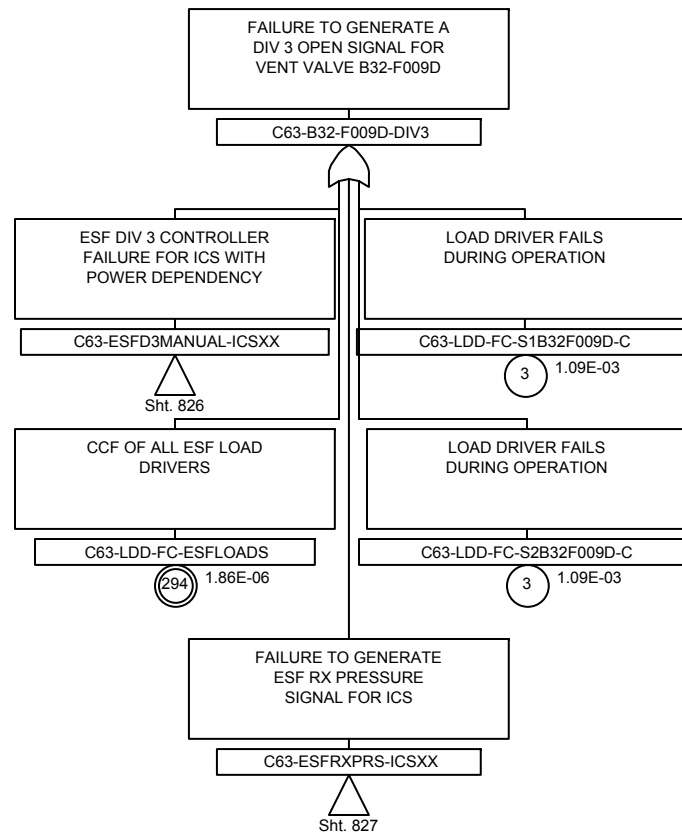 FAILURE TO GENERATE A
DIV 3 OPEN SIGNAL FOR
VENT VALVE B32-F009D
C63-B32-F009D-DIV3
ESF DIV 3 CONTROLLER
FAILURE FOR ICS WITH
POWER DEPENDENCY
C63-ESFD3MANUAL-ICSXX
Sht. 826
LOAD DRIVER FAILS
DURING OPERATION
C63-LDD-FC-S1B32F009D-C
3
1.09E-03
CCF OF ALL ESF LOAD
DRIVERS
C63-LDD-FC-ESFLOADS
294
1.86E-06
LOAD DRIVER FAILS
DURING OPERATION
C63-LDD-FC-S2B32F009D-C
3
1.09E-03
FAILURE TO GENERATE
ESF RX PRESSURE
SIGNAL FOR ICS
C63-ESFRXPRS-ICSXX
Sht. 827